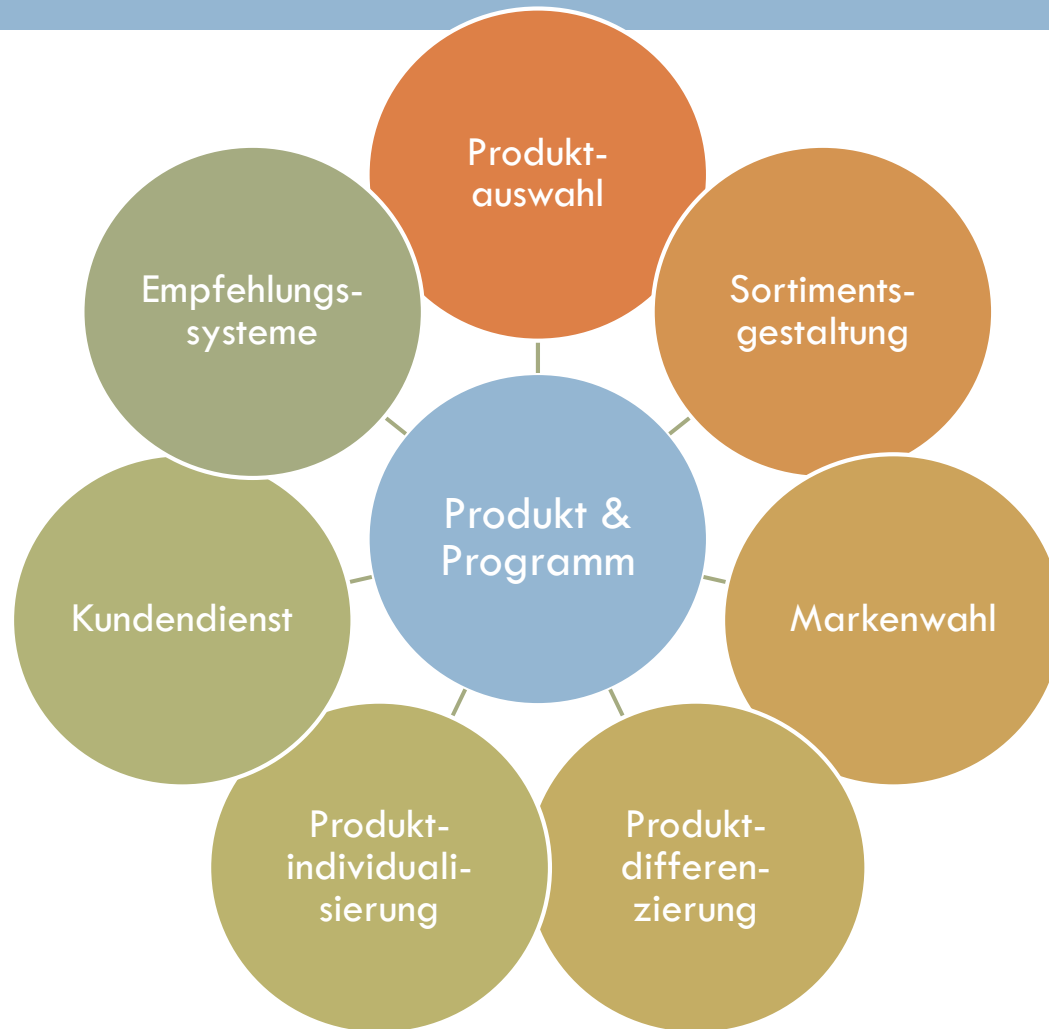 Produkt-
auswahl
Sortiments-
gestaltung
Markenwahl
Produkt-
differen-
zierung
Produkt-
individuali-
sierung
Kundendienst
Empfehlungs-
systeme
Produkt &
Programm